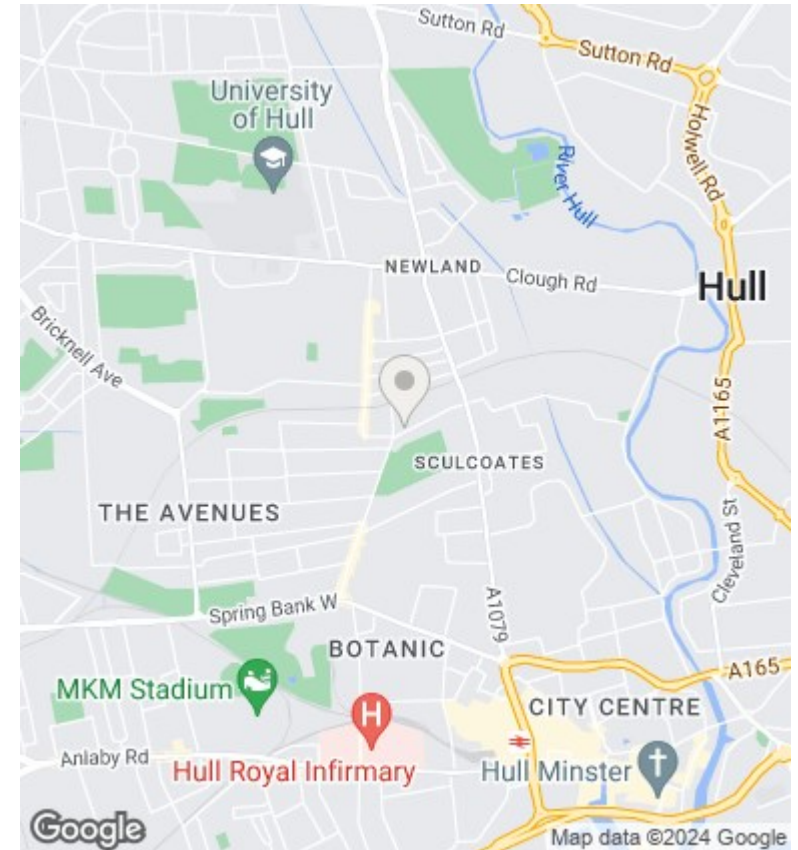 Sutton Rd
Sutton Rd
University
of Hull
Holwell Rd
River Hull
NEWLAND
Clough Rd
Hull
Bricknell Ave
A1165
SCULCOATES
THE AVENUES
Cleveland St
Spring Bank W
A1079
BOTANIC
A165
MKM Stadium
CITY CENTRE
H
Anlaby Rd
Hull Royal Infirmary
Hull Minster
Google
Map data ©2024 Google